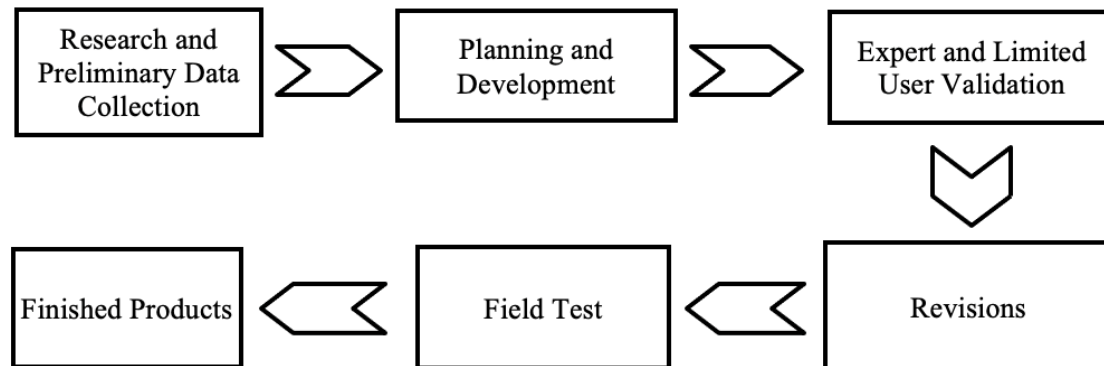 Research and
Preliminary Data
Collection
Planning and
Development
Expert and Limited
User Validation
Revisions
Field Test
Finished Products